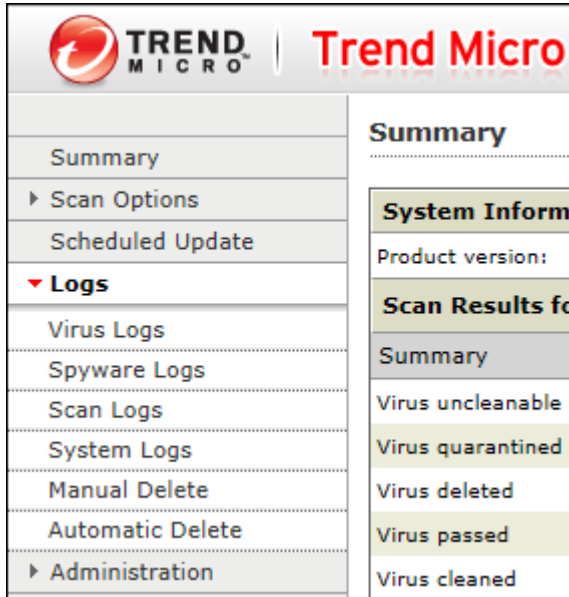 TREND
MICRO™
Trend Micro
Summary
Scan Options
Scheduled Update
Logs
Virus Logs
Spyware Logs
Scan Logs
System Logs
Manual Delete
Automatic Delete
Administration
Summary
System Inform
Product version:
Scan Results fo
Summary
Virus uncleanable
Virus quarantined
Virus deleted
Virus passed
Virus cleaned